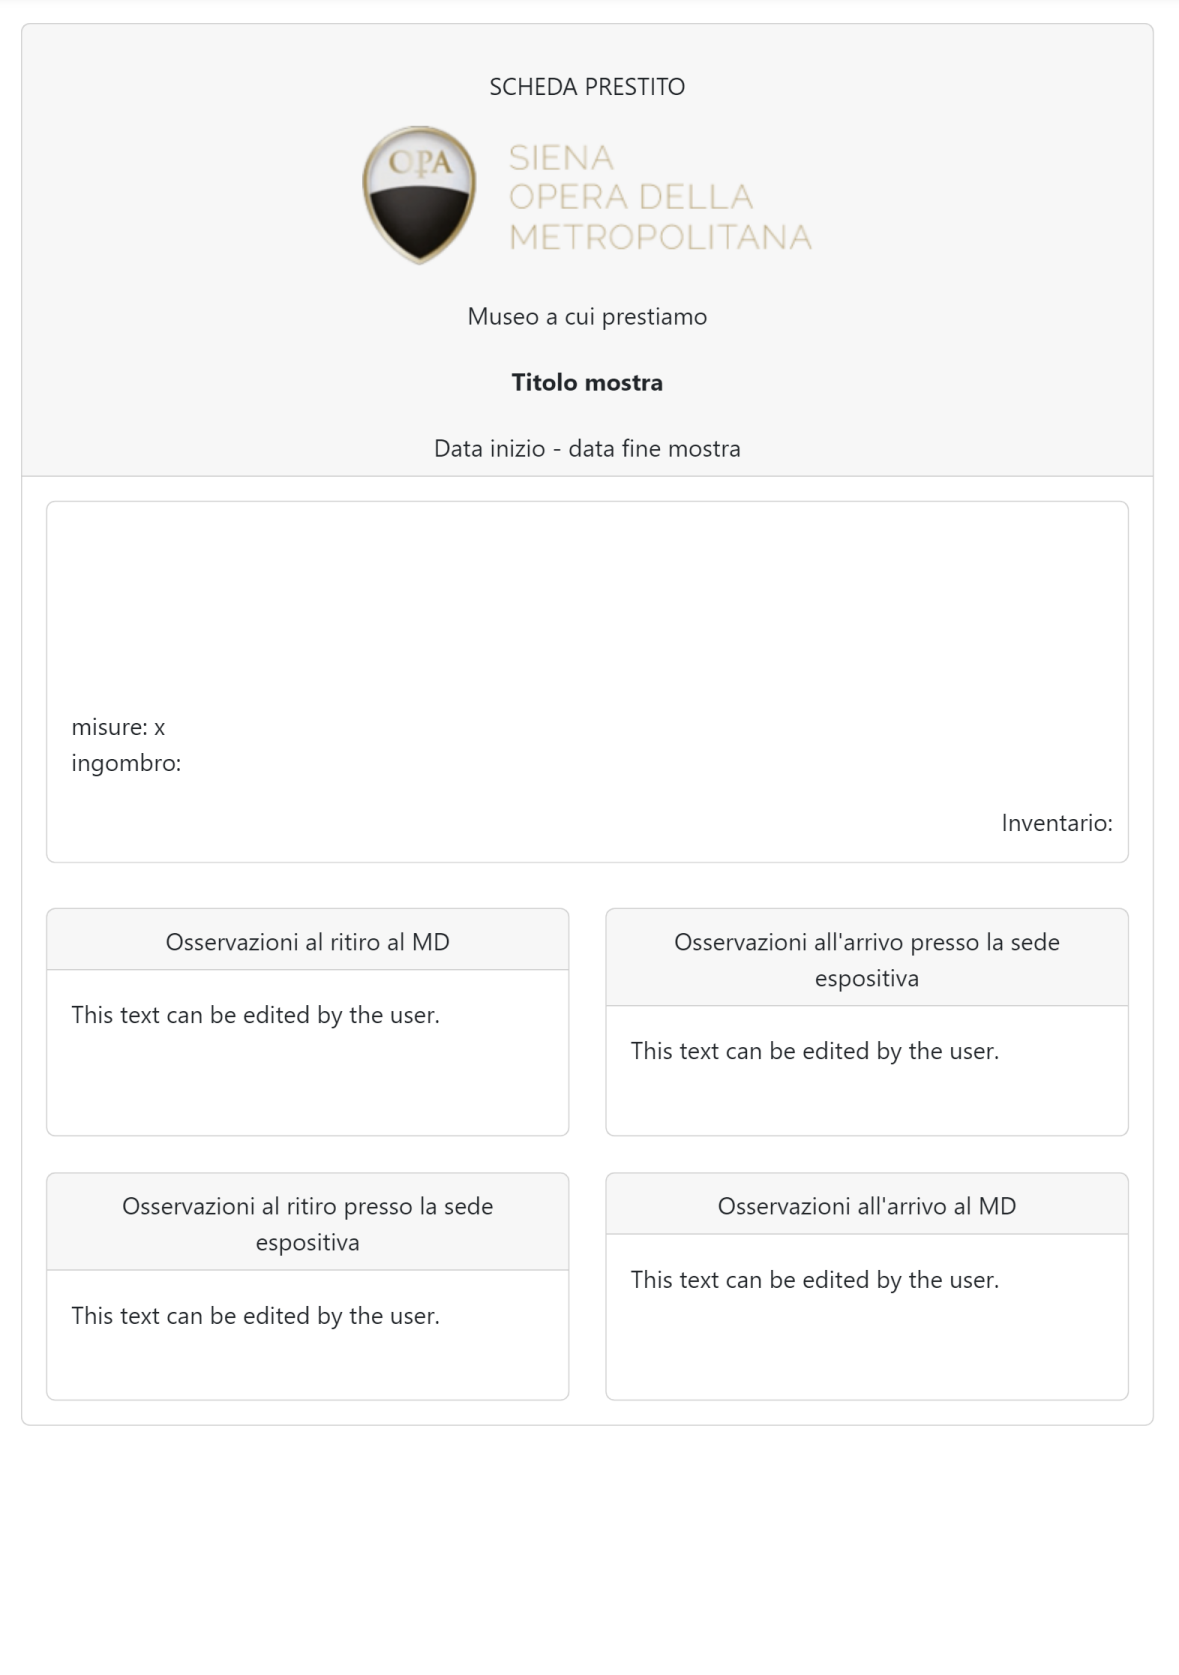 SCHEDA PRESTITO
OPA
SIENA
OPERA DELLA
METROPOLITANA
Museo a cui prestiamo
Titolo mostra
Data inizio - data fine mostra
misure: x
ingombro:
Inventario:
Osservazioni al ritiro al MD
This text can be edited by the user.
Osservazioni all'arrivo presso la sede
espositiva
This text can be edited by the user.
Osservazioni al ritiro presso la sede
espositiva
This text can be edited by the user.
Osservazioni all'arrivo al MD
This text can be edited by the user.